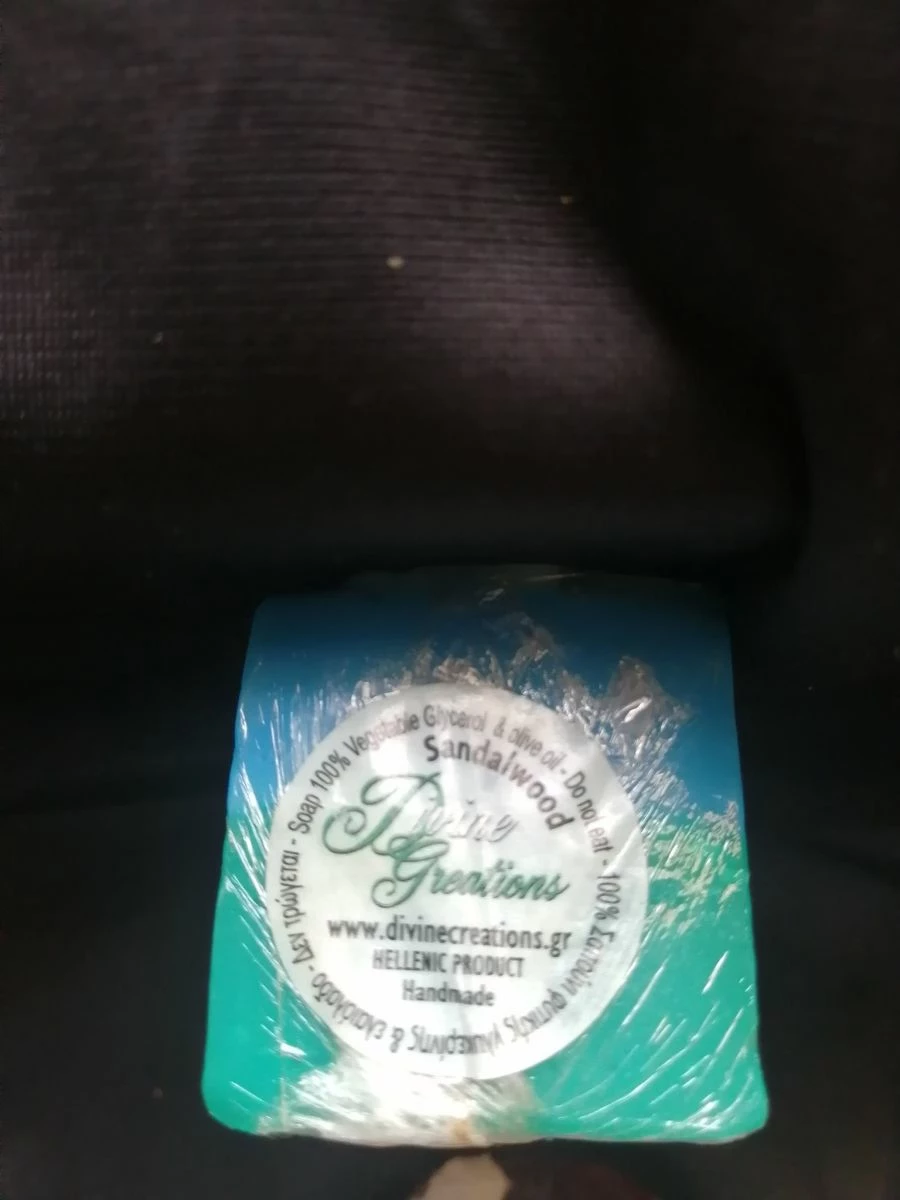 Soap 100% Vegetable Glycerol & olive oil - Do not eat - 100% Σαπούνι φυτικής γλυκερίνης & ελαιόλαδο - Δεν τρώγεται -
Sandalwood
Divine
Creations
www.divinecreations.gr
HELLENIC PRODUCT
Handmade